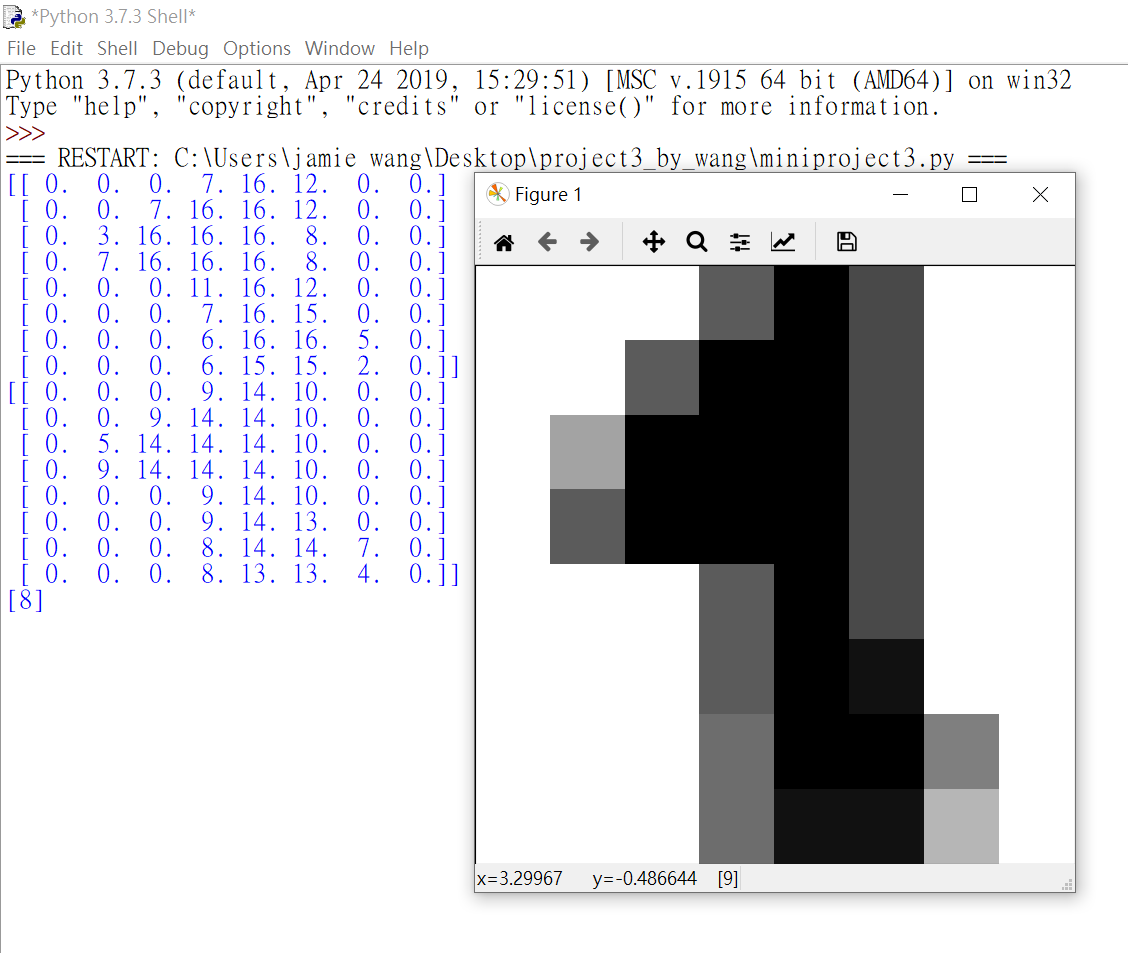 *Python 3.7.3 Shell*
File Edit Shell Debug Options Window Help
Python 3.7.3 (default, Apr 24 2019, 15:29:51) [MSC v.1915 64 bit (AMD64)] on win32
Type "help", "copyright", "credits" or "license()" for more information.
>>>
=== RESTART: C:\Users\jamie wang\Desktop\project3_by_wang\miniproject3.py ===
[[ 0. 0. 0. 7. 16. 12. 0. 0.]
[ 0. 0. 7. 16. 16. 12. 0. 0.]
[ 0. 3. 16. 16. 16. 8. 0. 0.]
[ 0. 7. 16. 16. 16. 8. 0. 0.]
[ 0. 0. 0. 11. 16. 12. 0. 0.]
[ 0. 0. 0. 7. 16. 15. 0. 0.]
[ 0. 0. 0. 6. 16. 16. 5. 0.]
[ 0. 0. 0. 6. 15. 15. 2. 0.]]
[[ 0. 0. 0. 9. 14. 10. 0. 0.]
[ 0. 0. 9. 14. 14. 10. 0. 0.]
[ 0. 5. 14. 14. 14. 10. 0. 0.]
[ 0. 9. 14. 14. 14. 10. 0. 0.]
[ 0. 0. 0. 9. 14. 10. 0. 0.]
[ 0. 0. 0. 9. 14. 13. 0. 0.]
[ 0. 0. 0. 8. 14. 14. 7. 0.]
[ 0. 0. 0. 8. 13. 13. 4. 0.]]
[8]
Figure 1
x=3.29967 y=-0.486644 [9]